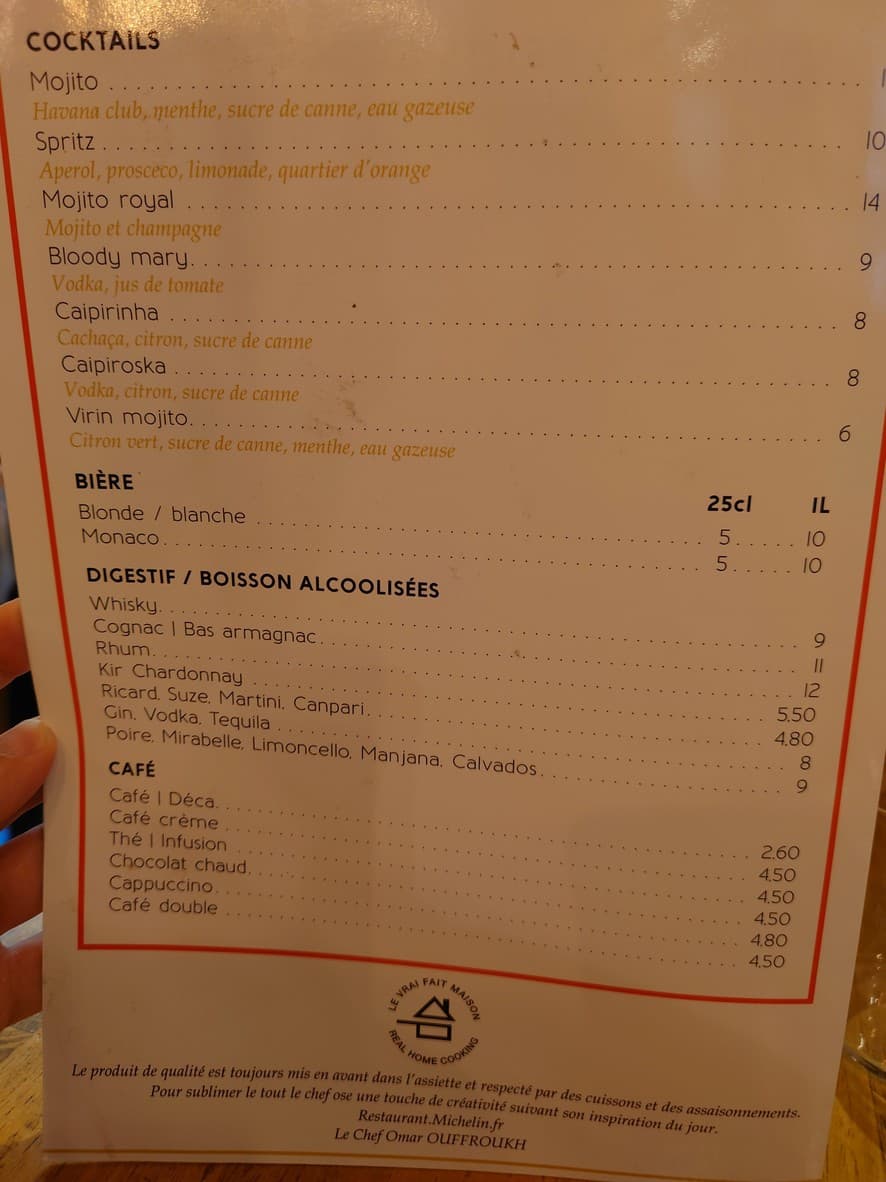 COCKTAILS
Mojito
Havana club, menthe, sucre de canne, eau gazeuse
Spritz 10
Aperol, prosceco, limonade, quartier d'orange
Mojito royal 14
Mojito et champagne
Bloody mary 9
Vodka, jus de tomate
Caipirinha 8
Cachaça, citron, sucre de canne
Caipiroska 8
Vodka, citron, sucre de canne
Virin mojito 6
Citron vert, sucre de canne, menthe, eau gazeuse
BIÈRE 25cl 1L
Blonde / blanche 5 10
Monaco 5 10
DIGESTIF / BOISSON ALCOOLISÉES
Whisky 9
Cognac | Bas armagnac 11
Rhum 12
Kir Chardonnay 5,50
Ricard, Suze, Martini, Canpari 4,80
Gin, Vodka, Tequila 8
Poire, Mirabelle, Limoncello, Manjana, Calvados 9
CAFÉ
Café | Déca 2,60
Café crème 4,50
Thé | Infusion 4,50
Chocolat chaud 4,50
Cappuccino 4,80
Café double 4,50
LE VRAI FAIT MAISON
REAL HOME COOKING
Le produit de qualité est toujours mis en avant dans l'assiette et respecté par des cuissons et des assaisonnements.
Pour sublimer le tout le chef ose une touche de créativité suivant son inspiration du jour.
Restaurant.Michelin.fr
Le Chef Omar OUFFROUKH